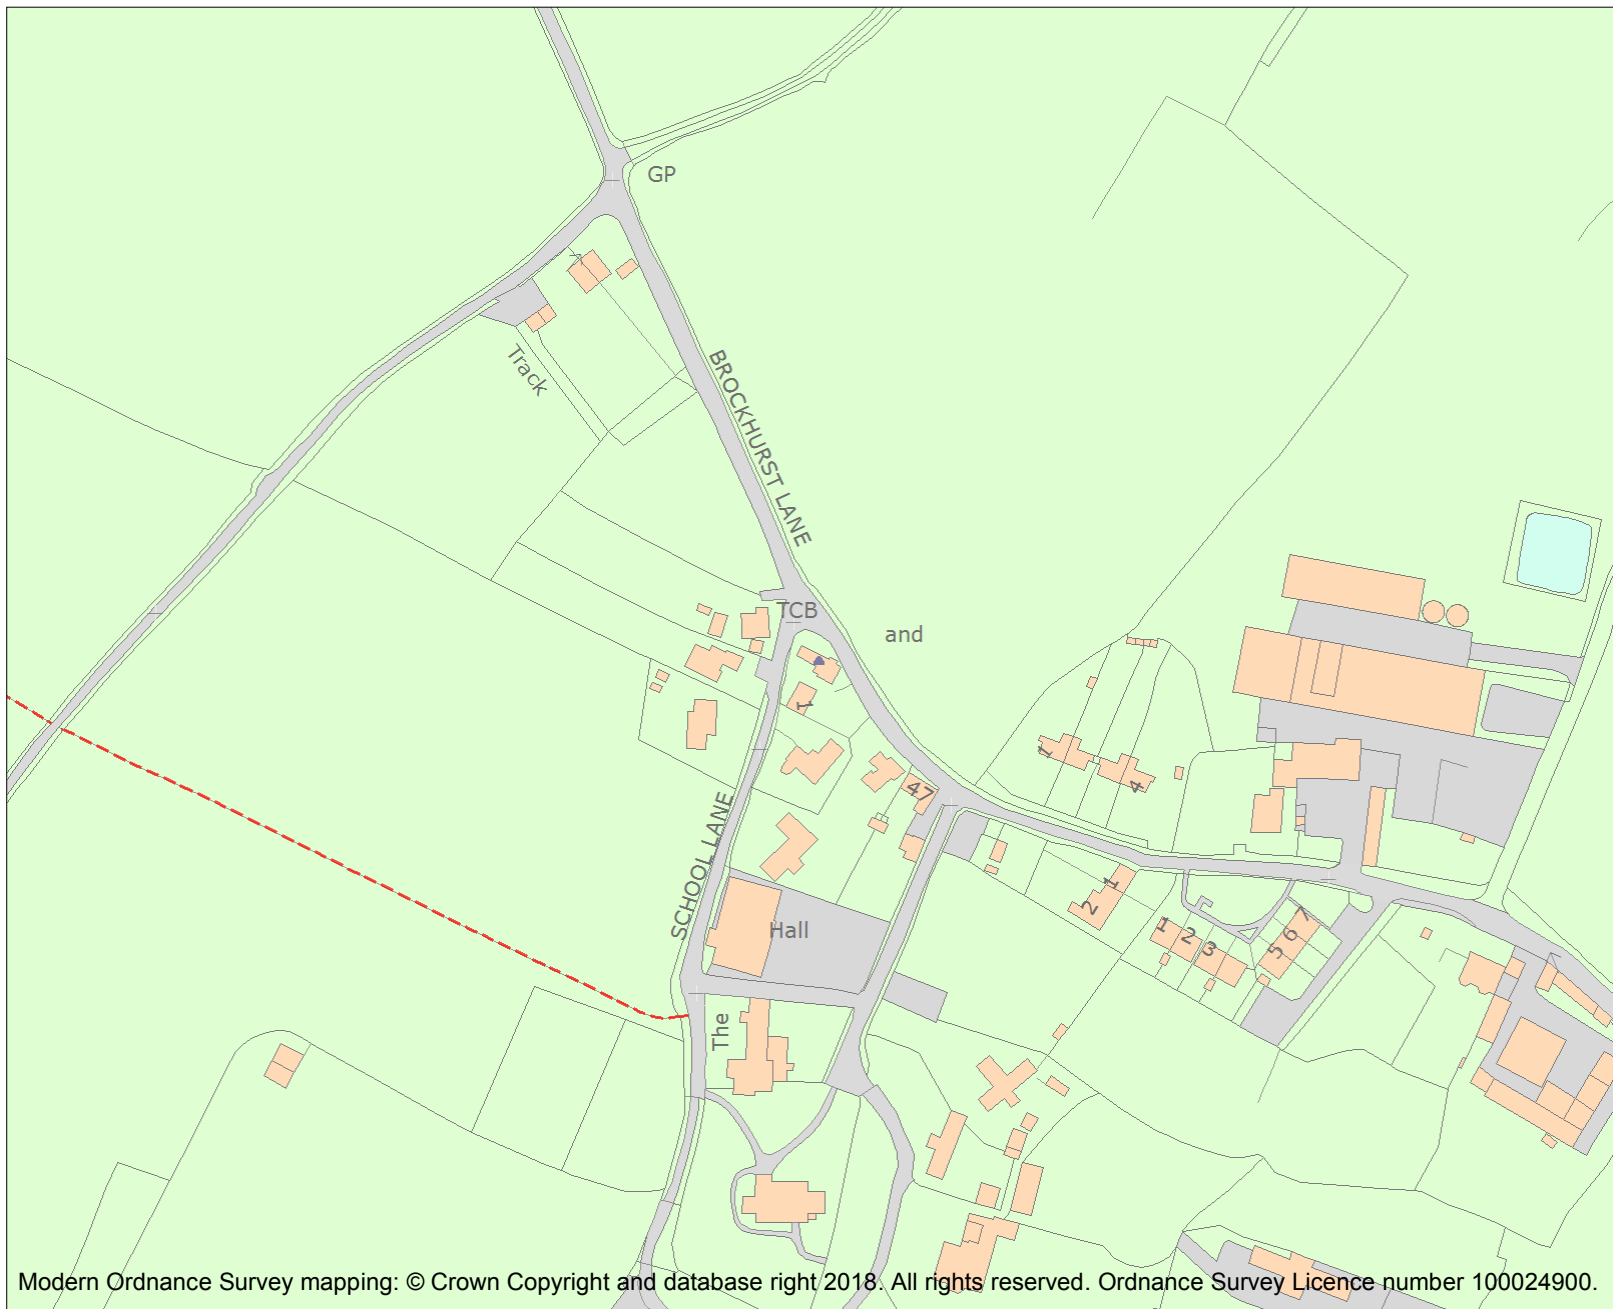 GP
Track
BROCKHURST LANE
TCB
and
1
1
4
47
SCHOOL LANE
1
2
Hall
1
2
3
5
6
7
The
Modern Ordnance Survey mapping: © Crown Copyright and database right 2018. All rights reserved. Ordnance Survey Licence number 100024900.